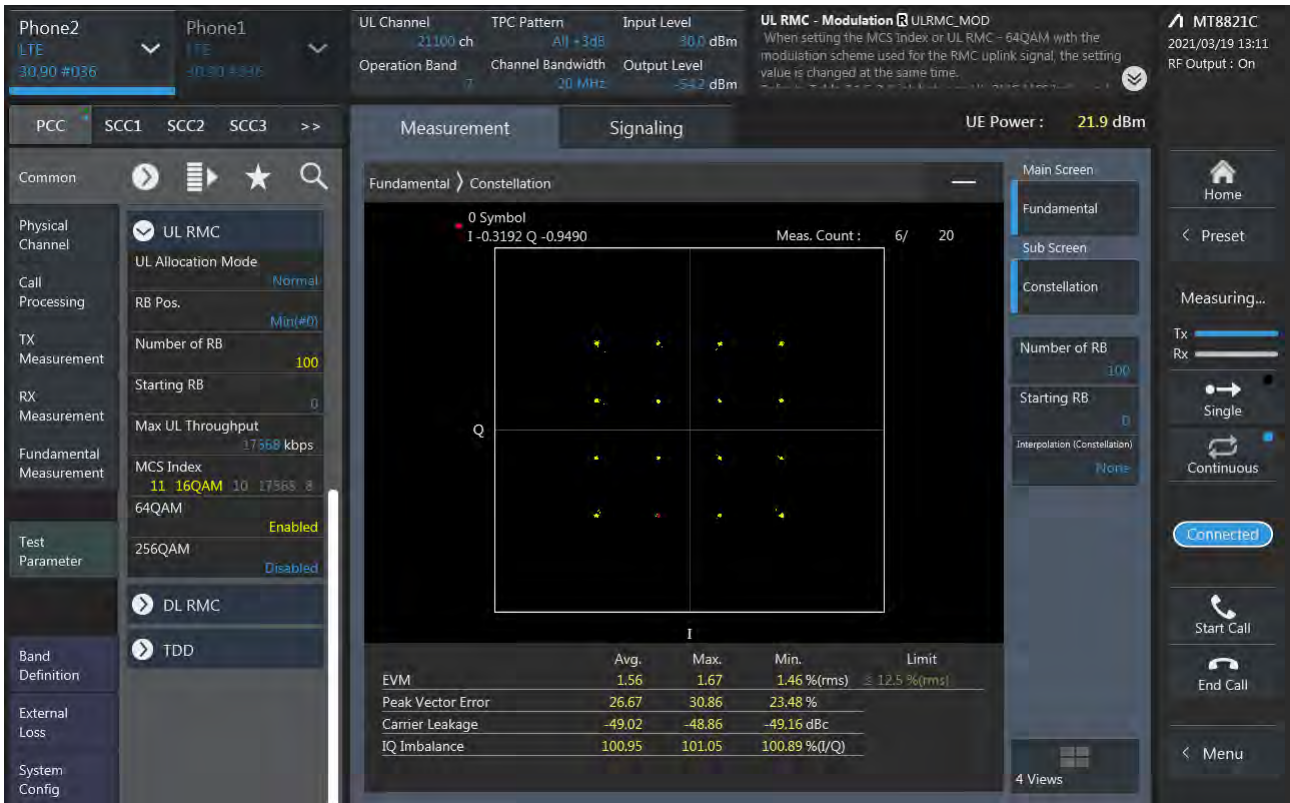 Phone2
LTE
30.90 #036
Phone1
LTE
30.90 #036
UL Channel
21100 ch
Operation Band
7
TPC Pattern
All +3dB
Channel Bandwidth
20 MHz
Input Level
30.0 dBm
Output Level
-54.2 dBm
UL RMC - Modulation R ULRMC_MOD
When setting the MCS Index or UL RMC – 64QAM with the
modulation scheme used for the RMC uplink signal, the setting
value is changed at the same time.
MT8821C
2021/03/19 13:11
RF Output : On
PCC SCC1 SCC2 SCC3 >>
Measurement
Signaling
UE Power : 21.9 dBm
Common
Physical
Channel
Call
Processing
TX
Measurement
RX
Measurement
Fundamental
Measurement
Test
Parameter
Band
Definition
External
Loss
System
Config
UL RMC
UL Allocation Mode
Normal
RB Pos.
Min(#0)
Number of RB
100
Starting RB
0
Max UL Throughput
17568 kbps
MCS Index
11 16QAM 10 17568 8
64QAM
Enabled
256QAM
Disabled
DL RMC
TDD
Fundamental Constellation
0 Symbol
I -0.3192 Q -0.9490
Meas. Count : 6/ 20
Q
I
Avg. Max. Min. Limit
EVM 1.56 1.67 1.46 %(rms) ≤ 12.5 %(rms)
Peak Vector Error 26.67 30.86 23.48 %
Carrier Leakage -49.02 -48.86 -49.16 dBc
IQ Imbalance 100.95 101.05 100.89 %(I/Q)
Main Screen
Fundamental
Sub Screen
Constellation
Number of RB
100
Starting RB
0
Interpolation (Constellation)
None
4 Views
Home
< Preset
Measuring...
Tx
Rx
Single
Continuous
Connected
Start Call
End Call
< Menu